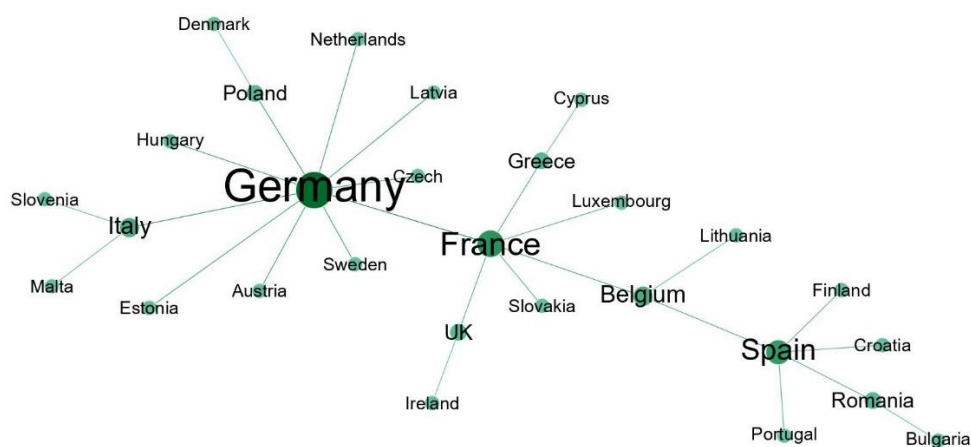 Denmark
Netherlands
Poland
Latvia
Cyprus
Hungary
Greece
Czech
Germany
Slovenia
Luxembourg
Italy
France
Lithuania
Sweden
Malta
Austria
Belgium
Finland
Estonia
Slovakia
UK
Croatia
Spain
Ireland
Romania
Portugal
Bulgaria